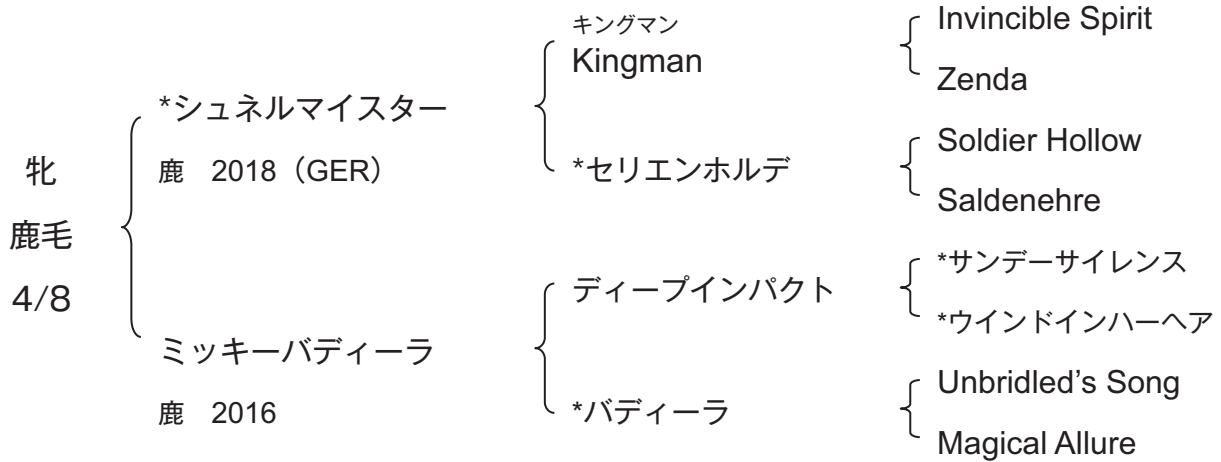 牝
鹿毛
4/8
*シュネルマイスター
鹿 2018（GER）
ミッキーバディーラ
鹿 2016
キングマン
Kingman
*セリエンホルデ
ディープインパクト
*バディーラ
Invincible Spirit
Zenda
Soldier Hollow
Saldenehre
*サンデーサイレンス
*ウインドインハーヘア
Unbridled's Song
Magical Allure